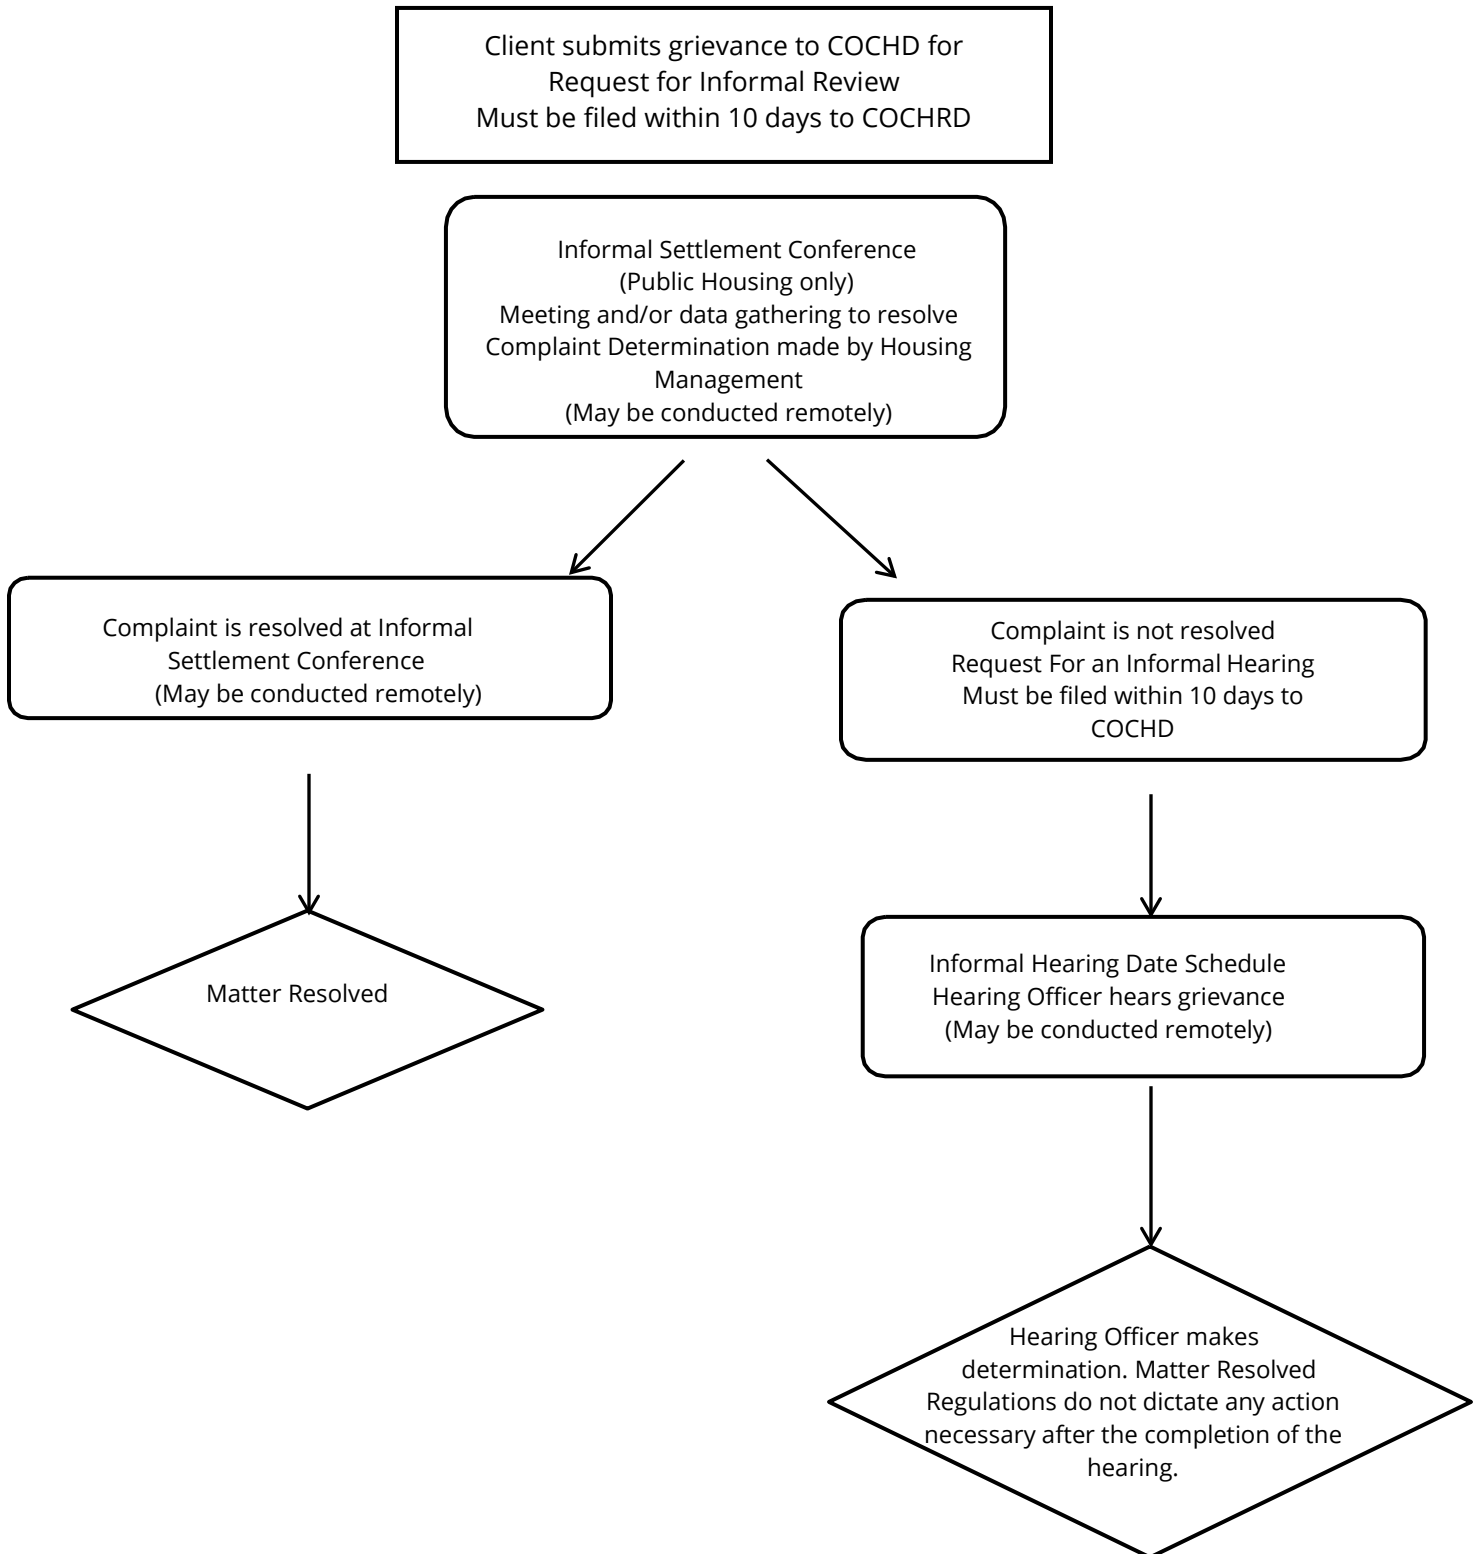 Client submits grievance to COCHD for
Request for Informal Review
Must be filed within 10 days to COCHRD
Informal Settlement Conference
(Public Housing only)
Meeting and/or data gathering to resolve
Complaint Determination made by Housing
Management
(May be conducted remotely)
Complaint is resolved at Informal
Settlement Conference
(May be conducted remotely)
Complaint is not resolved
Request For an Informal Hearing
Must be filed within 10 days to
COCHD
Matter Resolved
Informal Hearing Date Schedule
Hearing Officer hears grievance
(May be conducted remotely)
Hearing Officer makes
determination. Matter Resolved
Regulations do not dictate any action
necessary after the completion of the
hearing.